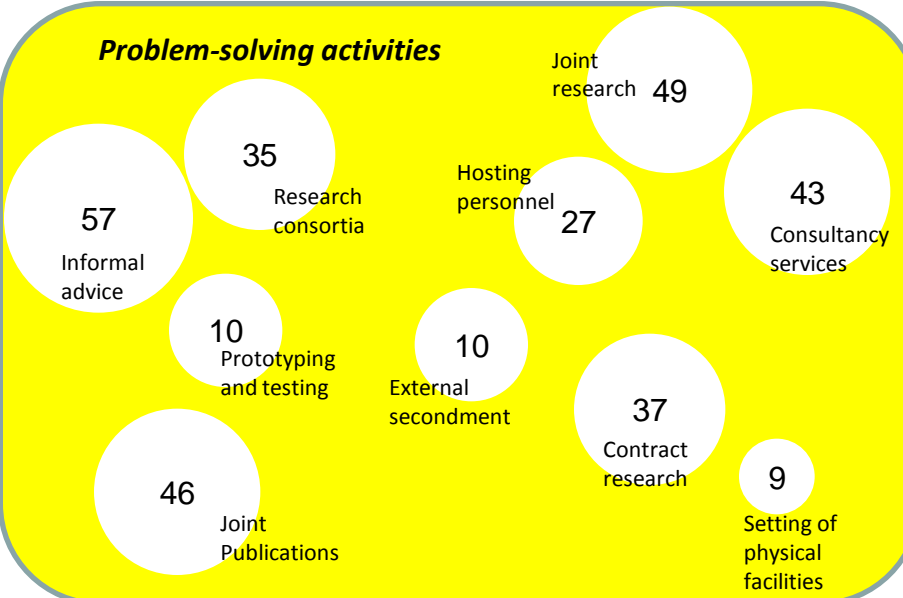 Problem-solving activities
Joint
research
49
35
Research
consortia
Hosting
personnel
27
43
Consultancy
services
57
Informal
advice
10
Prototyping
and testing
10
External
secondment
37
Contract
research
46
Joint
Publications
9
Setting of
physical
facilities